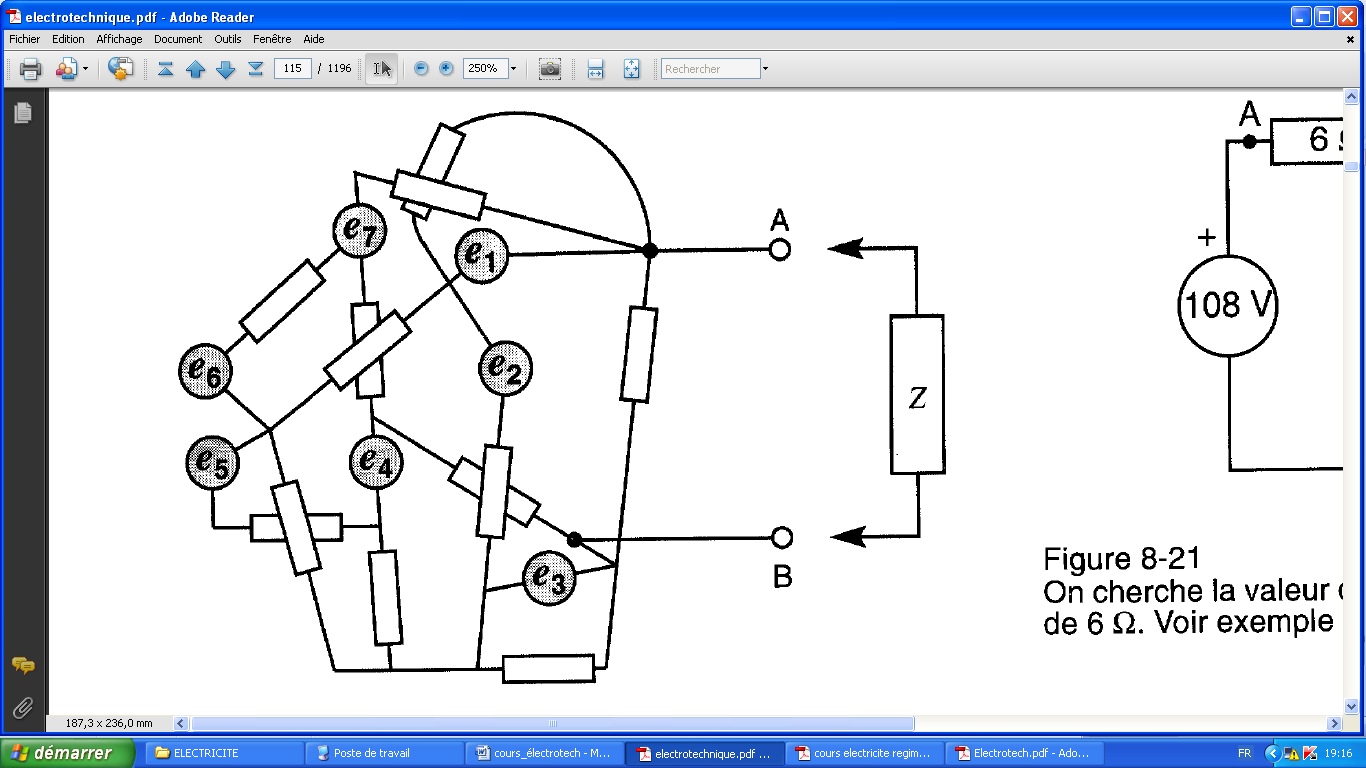 electrotechnique.pdf - Adobe Reader
Fichier Edition Affichage Document Outils Fenêtre Aide
115 / 1196 250% Rechercher
e7
e1
A
e6
e2
e5
e4
Z
e3
B
A
6
+
108 V
Figure 8-21
On cherche la valeur
de 6 Ω. Voir exemple
187,3 x 236,0 mm
démarrer ELECTRICITE Poste de travail cours_électrotech - M... electrotechnique.pdf ... cours electricite regim... Electrotech.pdf - Ado... FR 19:16